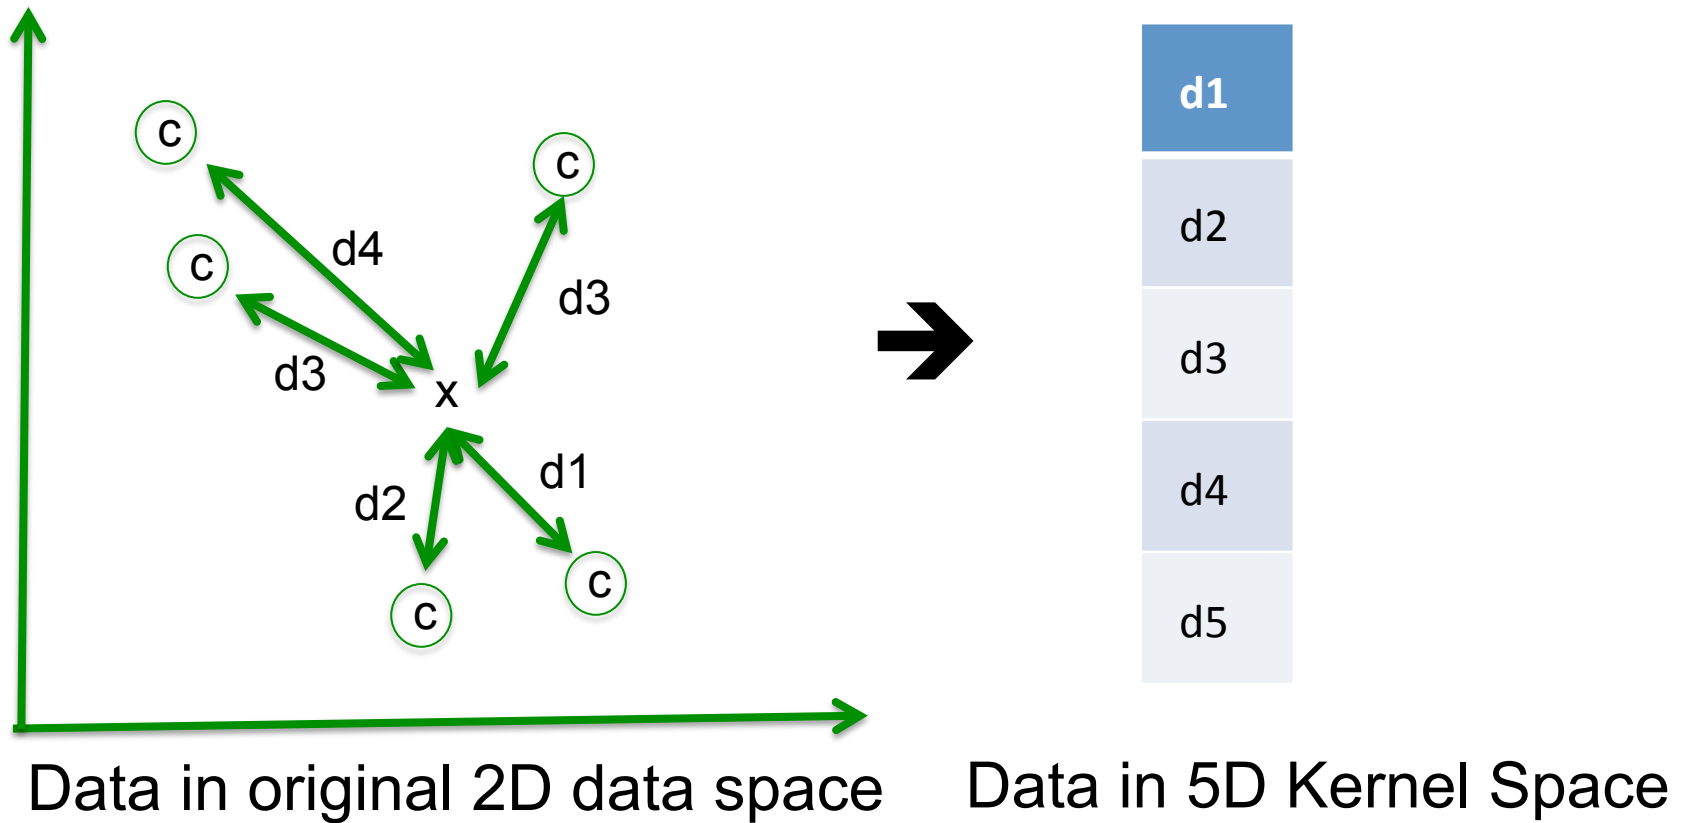 c
c
d4
c
d3
d3
x
d1
d2
c
c
d1
d2
d3
d4
d5
Data in original 2D data space
Data in 5D Kernel Space